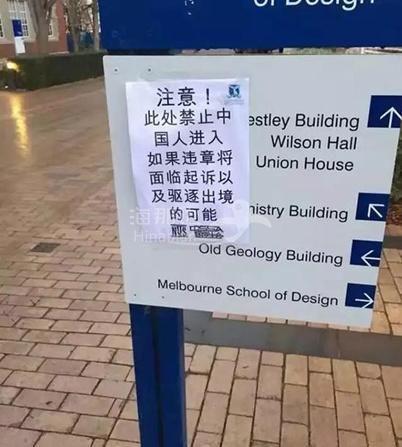 of Design
注意！
此处禁止中
国人进入
如果违章将
面临起诉以
及驱逐出境
的可能
estley Building
Wilson Hall
Union House
istry Building
Old Geology Building
Melbourne School of Design